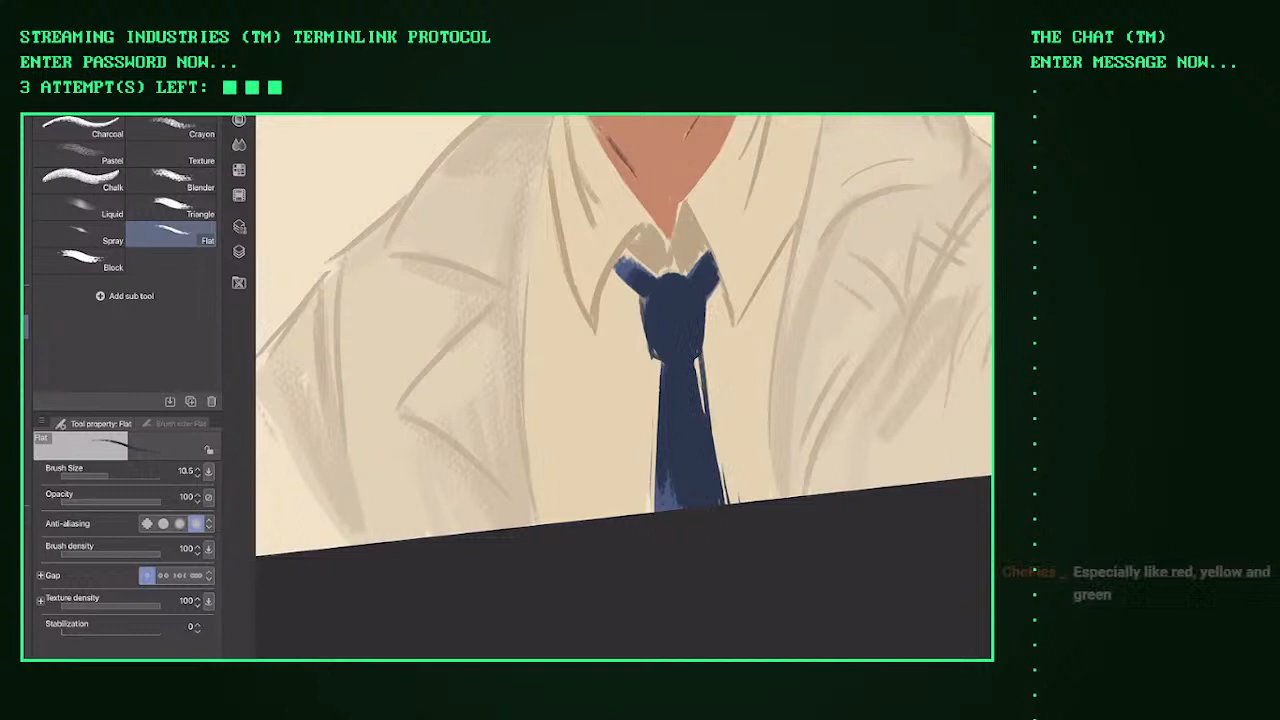 STREAMING INDUSTRIES (TM) TERMINLINK PROTOCOL
ENTER PASSWORD NOW...
3 ATTEMPT(S) LEFT:
THE CHAT (TM)
ENTER MESSAGE NOW...
Charcoal
Crayon
Pastel
Texture
Chalk
Blender
Liquid
Triangle
Spray
Flat
Block
Add sub tool
Tool property: Flat
Flat
Brush Size 10.5
Opacity 100
Anti-aliasing
Brush density 100
Gap
Texture density 100
Stabilization 0
Especially like red, yellow and
green